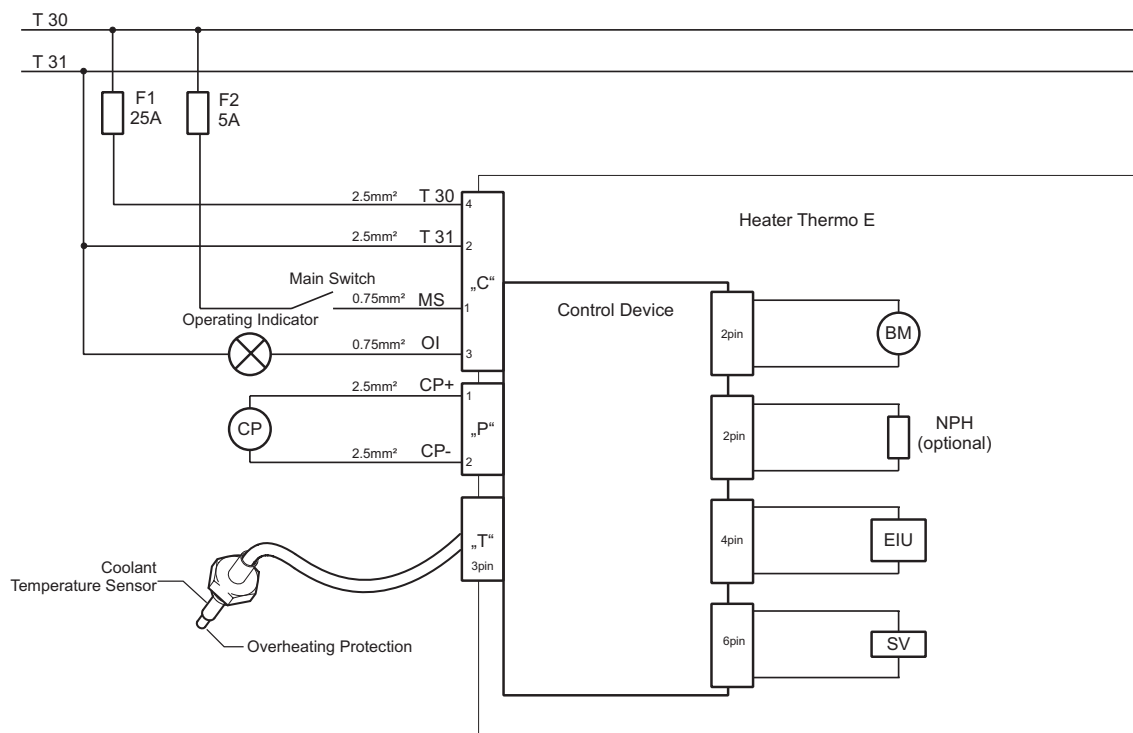 T 30
T 31
F1
25A
F2
5A
2.5mm² T 30
4
Heater Thermo E
2.5mm² T 31
2
„C“
Main Switch
0.75mm² MS
1
Control Device
Operating Indicator
0.75mm² OI
3
2pin
BM
2.5mm² CP+
1
CP
„P“
2.5mm² CP-
2
2pin
NPH
(optional)
„T“
3pin
4pin
EIU
Coolant
Temperature Sensor
Overheating Protection
6pin
SV